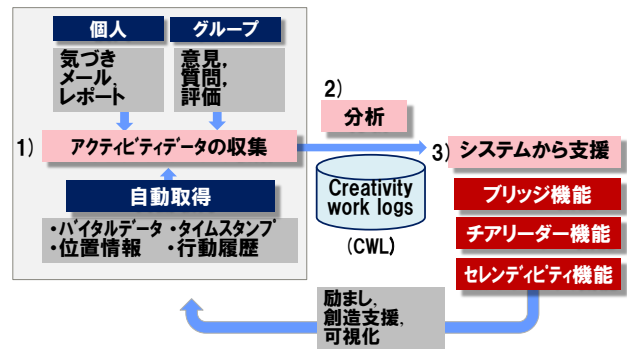 個人
グループ
気づき
メール,
レポート
意見,
質問,
評価
1)
アクティビティデータの収集
自動取得
・バイタルデータ ・タイムスタンプ
・位置情報 ・行動履歴
2)
分析
Creativity
work logs
(CWL)
3)
システムから支援
ブリッジ機能
チアリーダー機能
セレンディピティ機能
励まし,
創造支援,
可視化